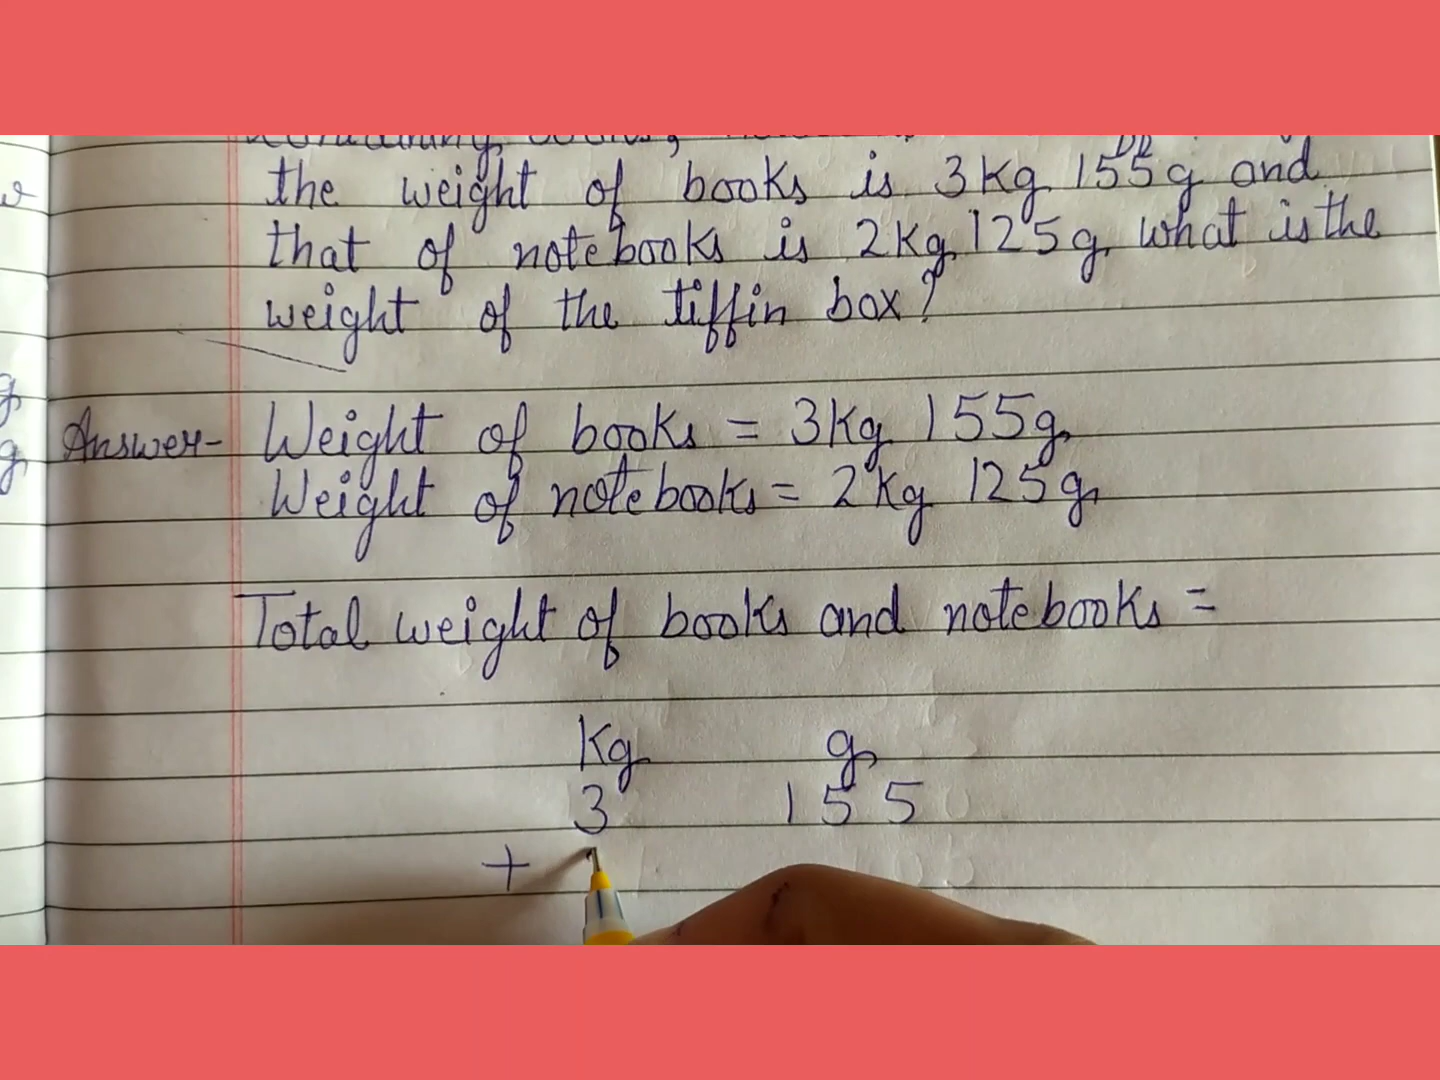 the weight of books is 3Kg 155g and
that of notebooks is 2Kg 125g what is the
weight of the tiffin box?
Answer- Weight of books = 3Kg 155g
Weight of notebooks = 2Kg 125g
Total weight of books and notebooks =
Kg g
3 155
+